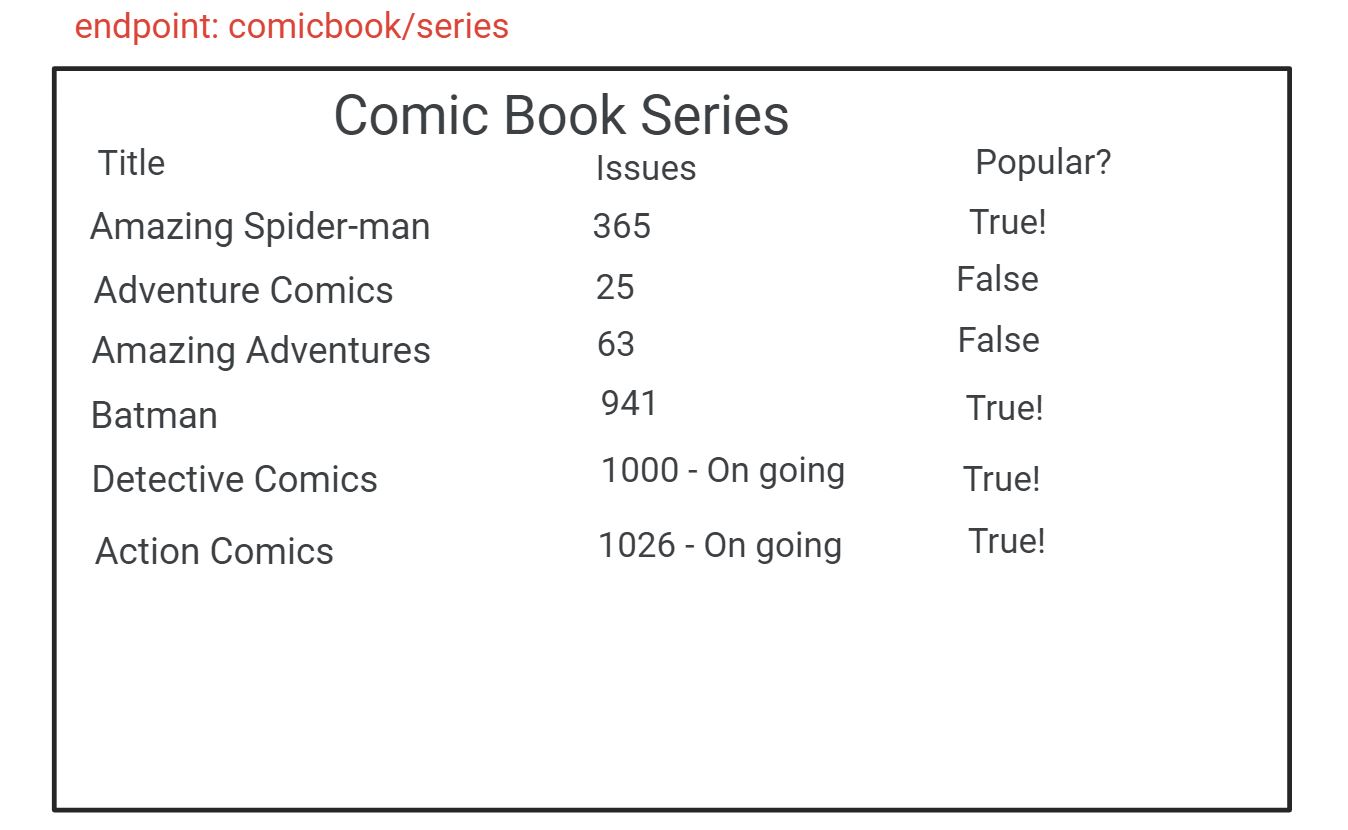 endpoint: comicbook/series
Comic Book Series
Title Issues Popular?
Amazing Spider-man 365 True!
Adventure Comics 25 False
Amazing Adventures 63 False
Batman 941 True!
Detective Comics 1000 - On going True!
Action Comics 1026 - On going True!